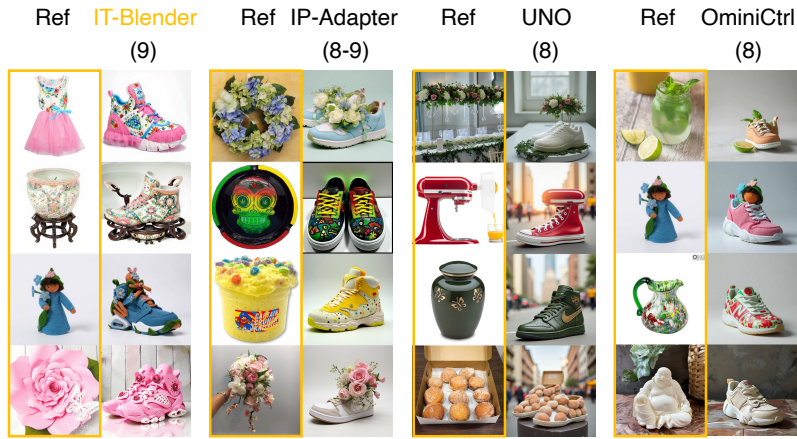 Ref IT-Blender Ref IP-Adapter Ref UNO Ref OminiCtrl
(9) (8-9) (8) (8)